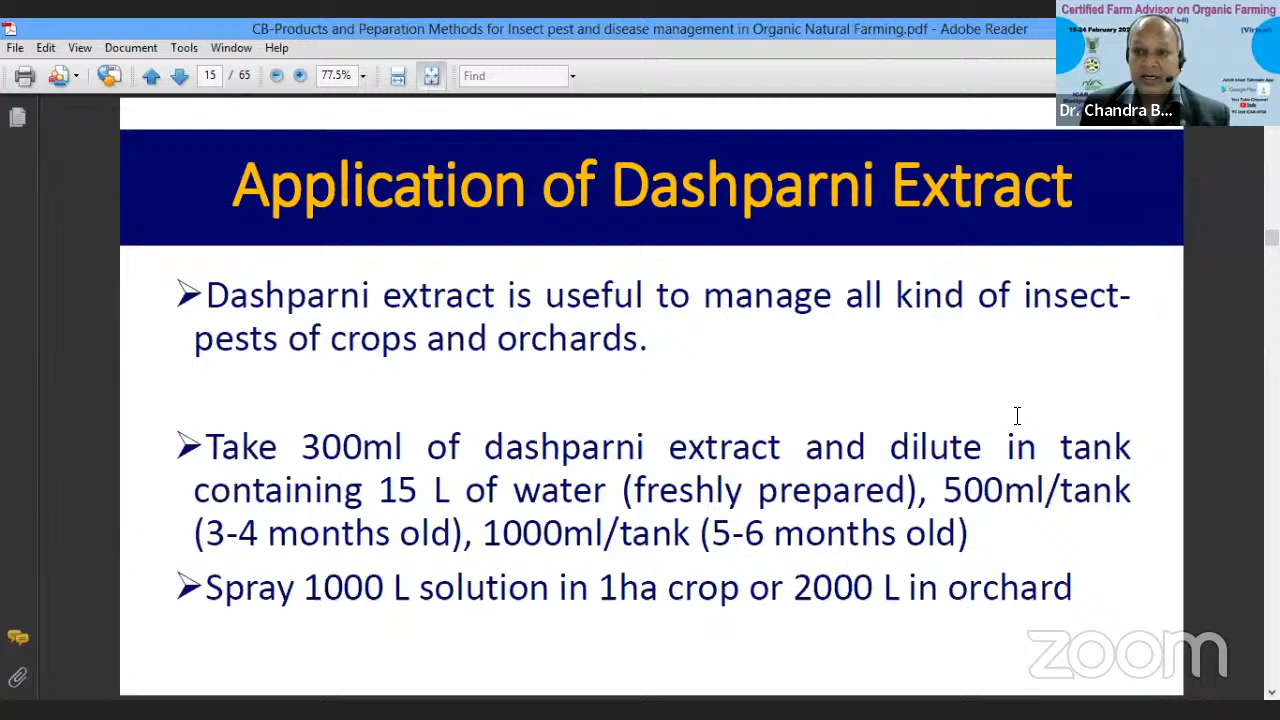 CB-Products and Peparation Methods for Insect pest and disease management in Organic Natural Farming.pdf - Adobe Reader
File Edit View Document Tools Window Help
15 / 65 77.5% Find
Certified Farm Advisor on Organic Farming
(Virtual)
Dr. Chandra B...
Application of Dashparni Extract
➢Dashparni extract is useful to manage all kind of insect-
pests of crops and orchards.
➢Take 300ml of dashparni extract and dilute in tank
containing 15 L of water (freshly prepared), 500ml/tank
(3-4 months old), 1000ml/tank (5-6 months old)
➢Spray 1000 L solution in 1ha crop or 2000 L in orchard
zoom